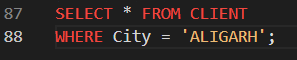 87 SELECT * FROM CLIENT
88 WHERE City = 'ALIGARH';